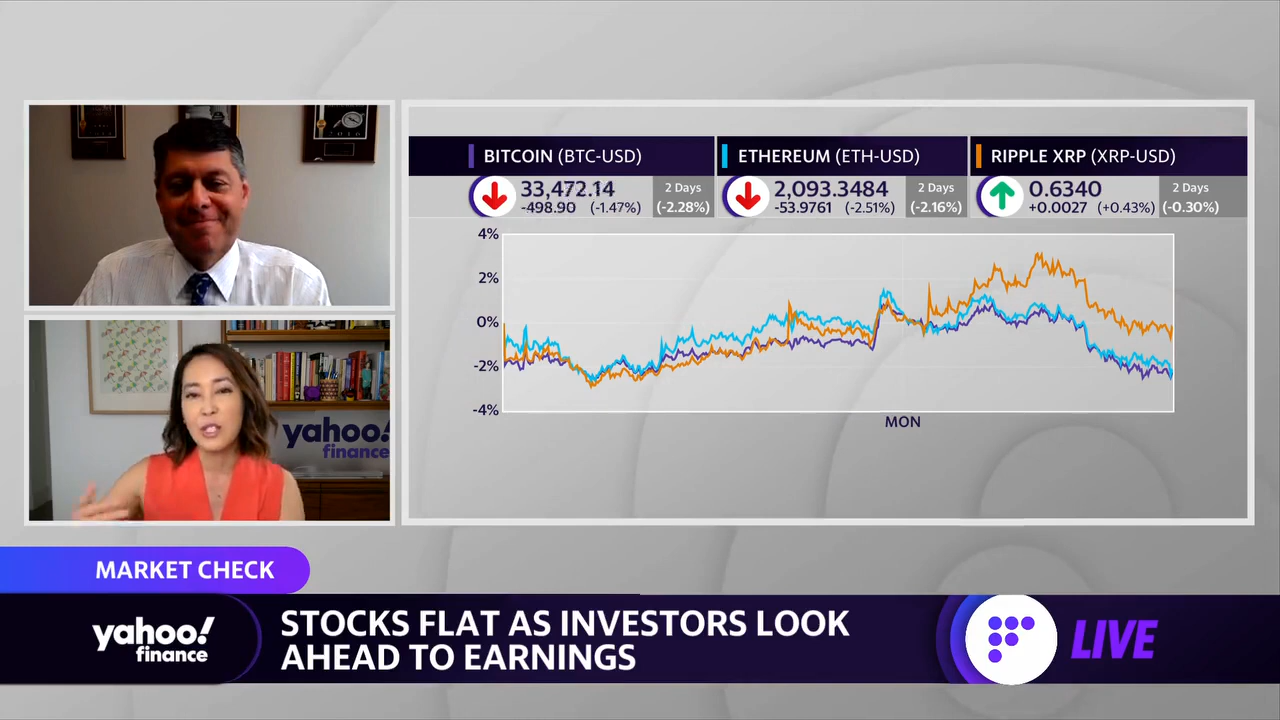 2016
BITCOIN (BTC-USD)
ETHEREUM (ETH-USD)
RIPPLE XRP (XRP-USD)
33,472.14
2 Days
2,093.3484
2 Days
0.6340
2 Days
-498.90 (-1.47%)
(-2.28%)
-53.9761 (-2.51%)
(-2.16%)
+0.0027 (+0.43%)
(-0.30%)
4%
2%
0%
-2%
-4%
MON
yahoo!
finance
MARKET CHECK
yahoo!
finance
STOCKS FLAT AS INVESTORS LOOK
AHEAD TO EARNINGS
LIVE